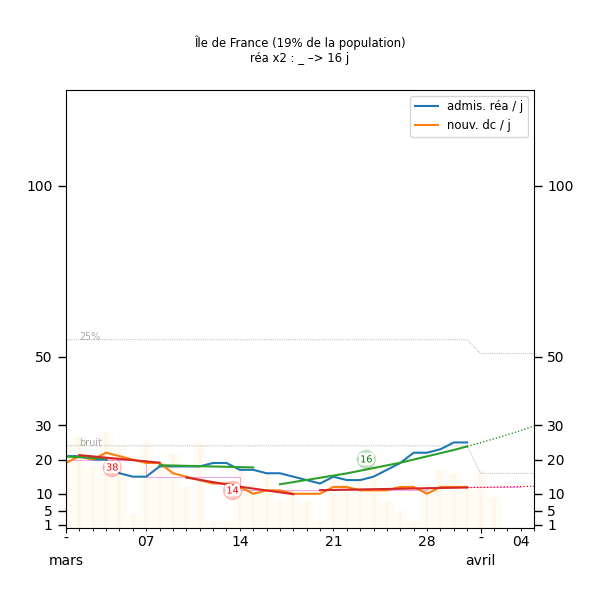 Île de France (19% de la population)
réa x2 : _ –> 16 j
admis. réa / j
nouv. dc / j
100
100
25%
50
50
30
30
bruit
20
20
38
16
14
10
10
5
5
1
1
- 07 14 21 28 - 04
mars avril